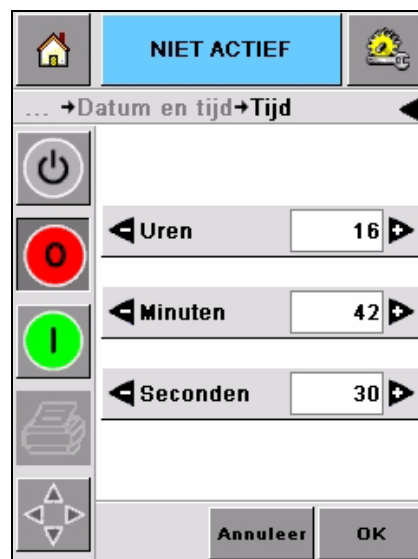 NIET ACTIEF
... →Datum en tijd→Tijd
Uren 16
O
Minuten 42
I
Seconden 30
Annuleer OK